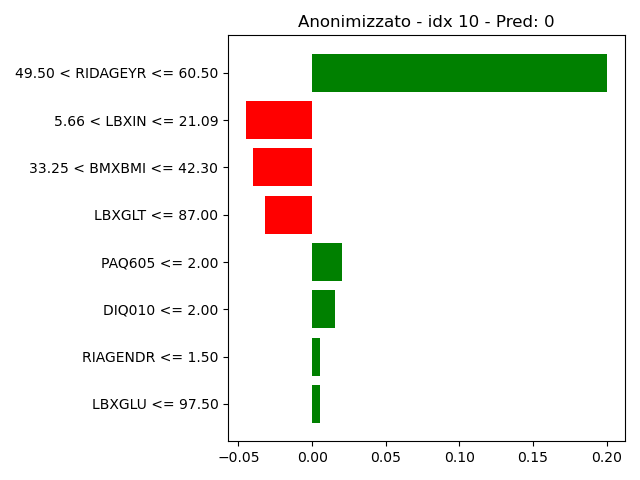 Anonimizzato - idx 10 - Pred: 0
49.50 < RIDAGEYR <= 60.50
5.66 < LBXIN <= 21.09
33.25 < BMXBMI <= 42.30
LBXGLT <= 87.00
PAQ605 <= 2.00
DIQ010 <= 2.00
RIAGENDR <= 1.50
LBXGLU <= 97.50
−0.05 0.00 0.05 0.10 0.15 0.20